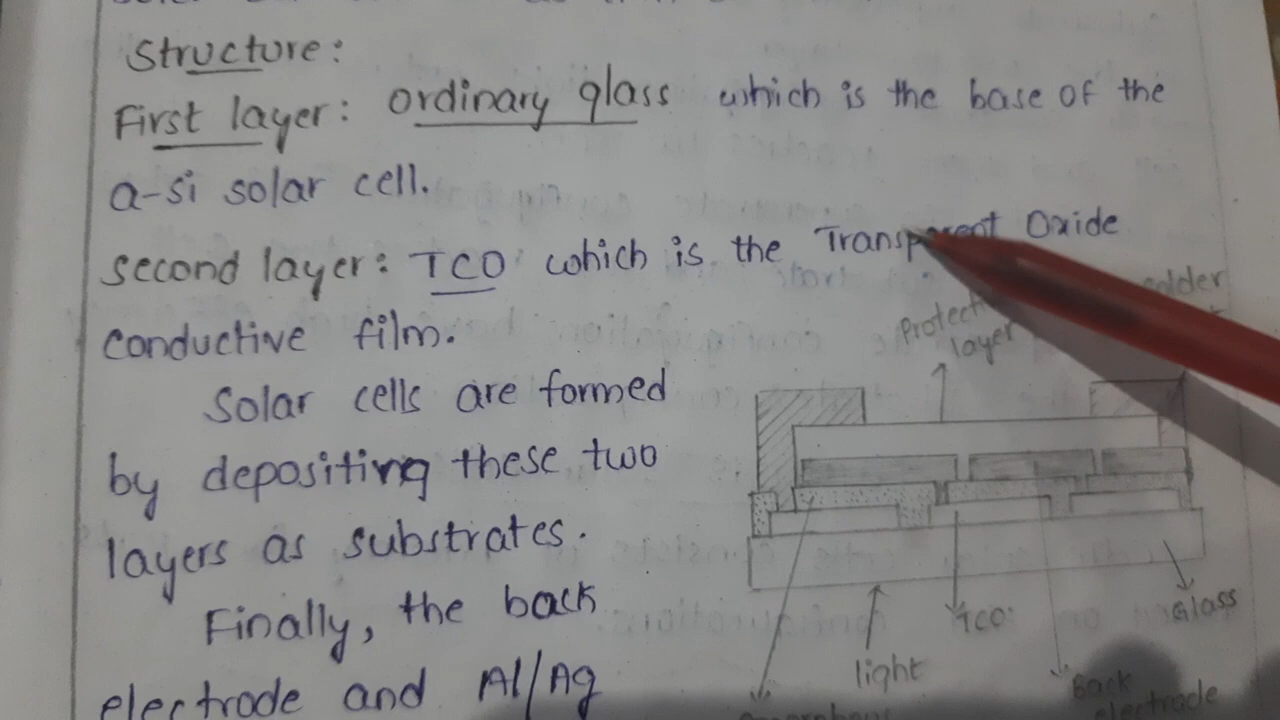 Structure:
First layer: Ordinary glass which is the base of the
a-si solar cell.
second layer: TCO which is the Transparent Oxide
conductive film.
Solar cells are formed
by depositing these two
layers as substrates.
Finally, the back
electrode and Al/Ag
layer
Glass
TCO
light
Back
electrode